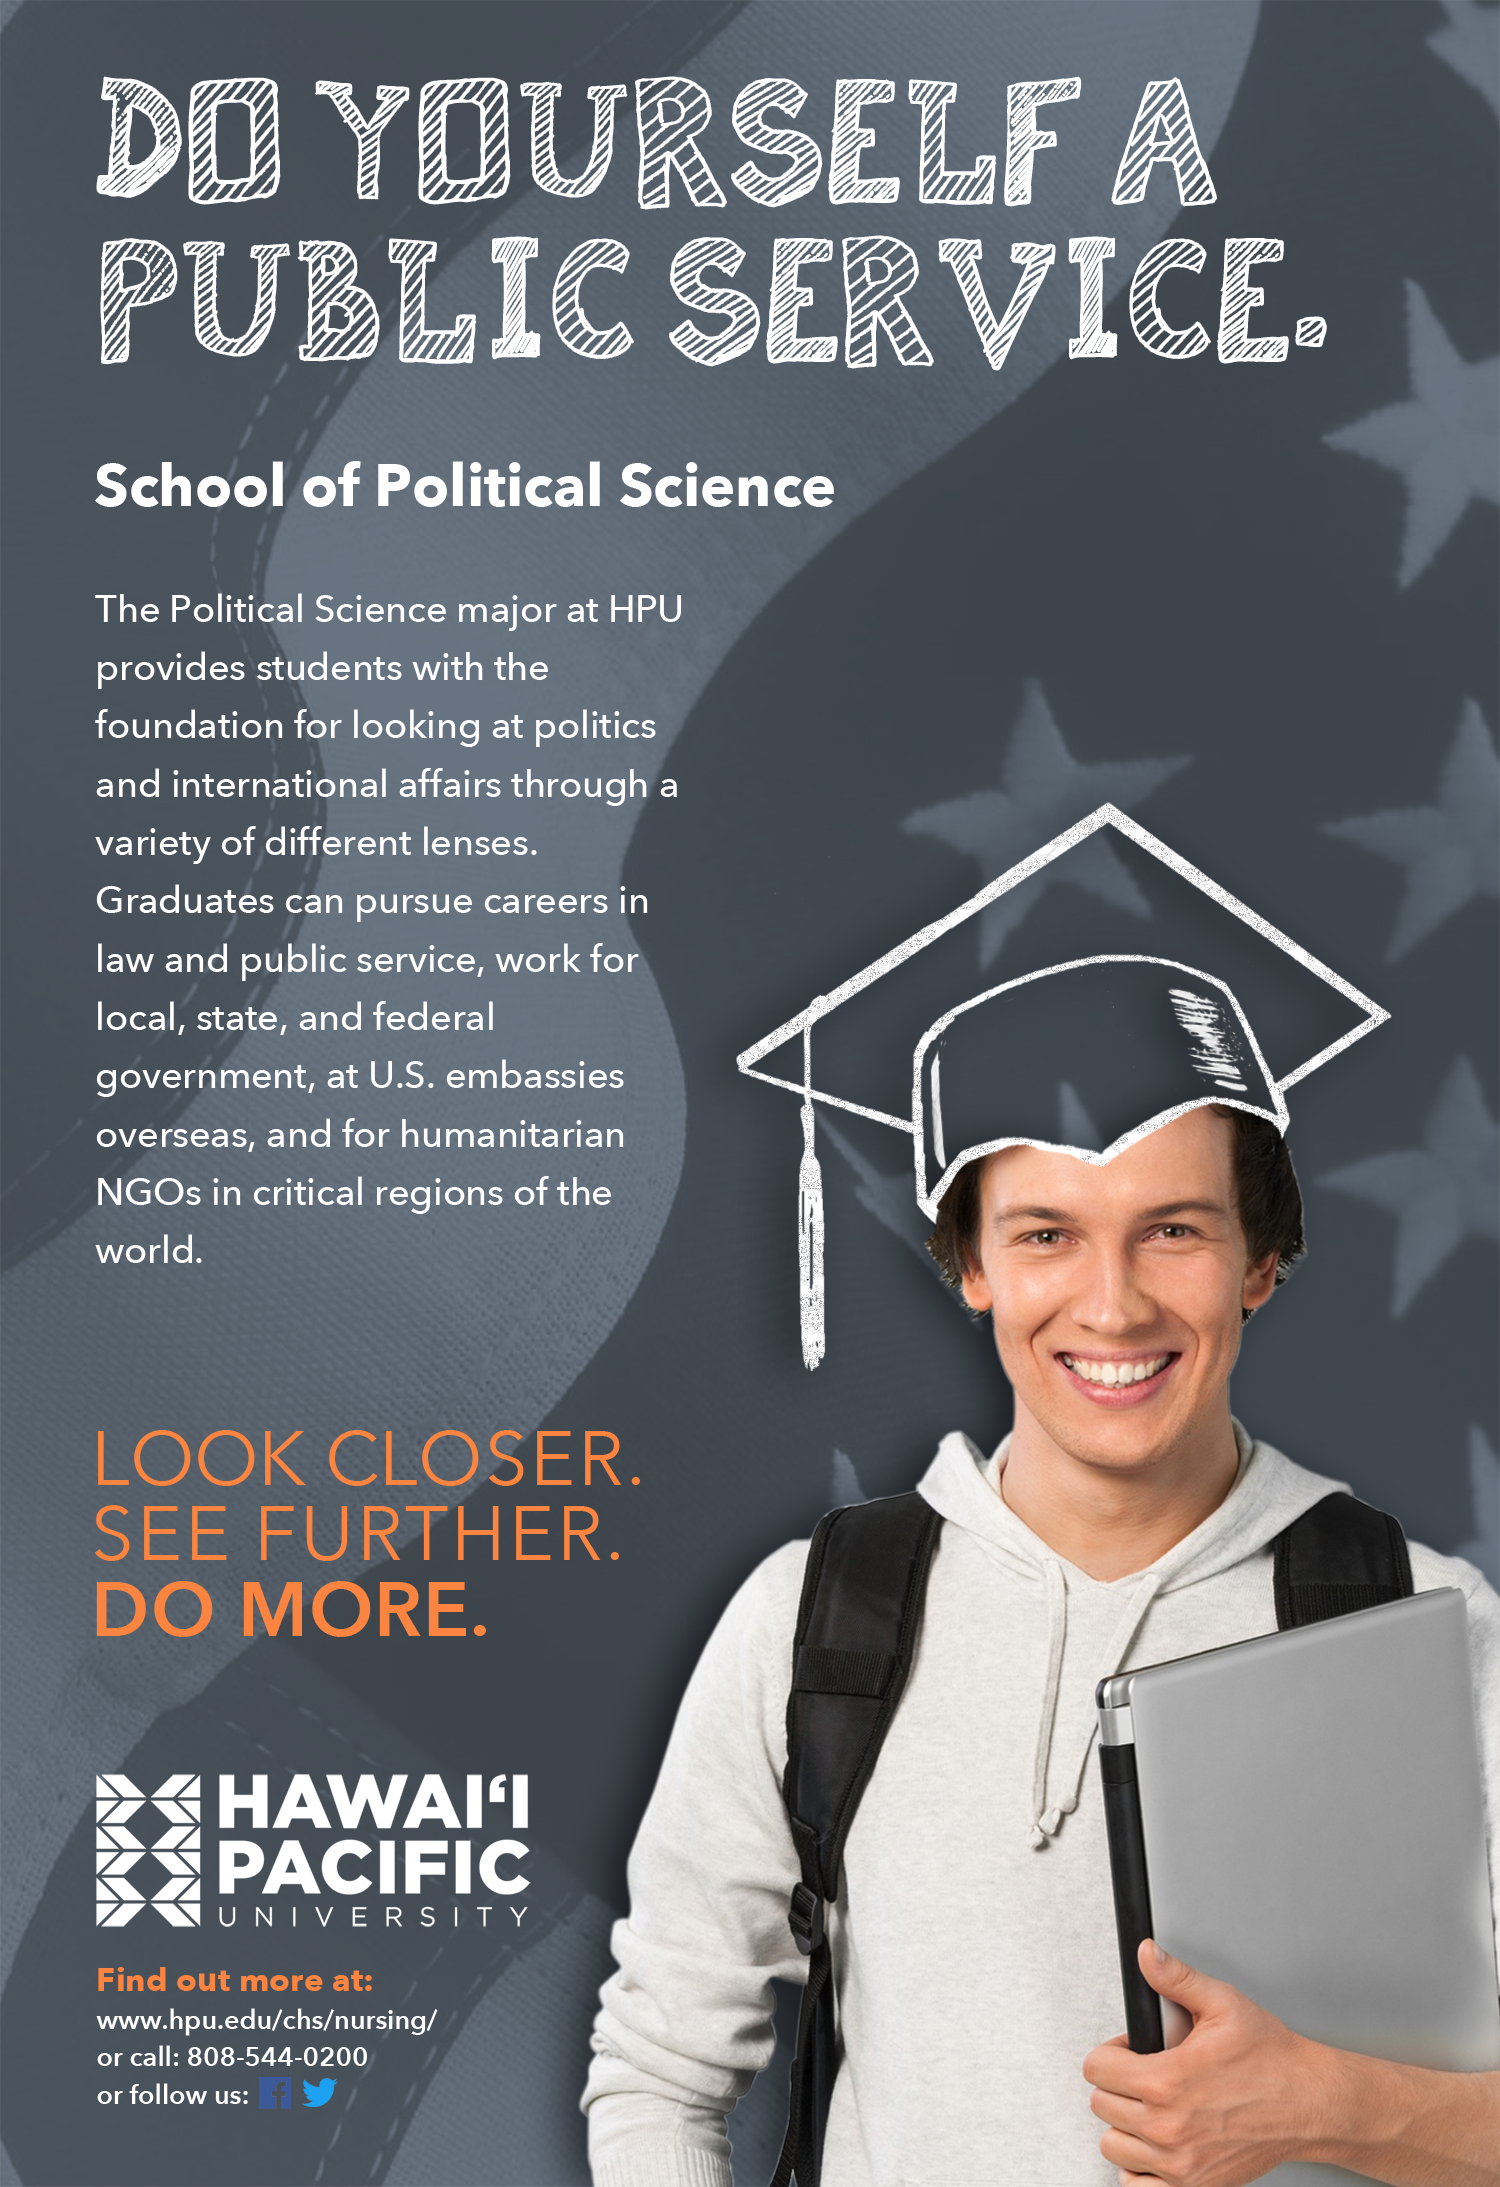 DO YOURSELF A
PUBLIC SERVICE.
School of Political Science
The Political Science major at HPU
provides students with the
foundation for looking at politics
and international affairs through a
variety of different lenses.
Graduates can pursue careers in
law and public service, work for
local, state, and federal
government, at U.S. embassies
overseas, and for humanitarian
NGOs in critical regions of the
world.
LOOK CLOSER.
SEE FURTHER.
DO MORE.
HAWAI‘I
PACIFIC
UNIVERSITY
Find out more at:
www.hpu.edu/chs/nursing/
or call: 808-544-0200
or follow us: